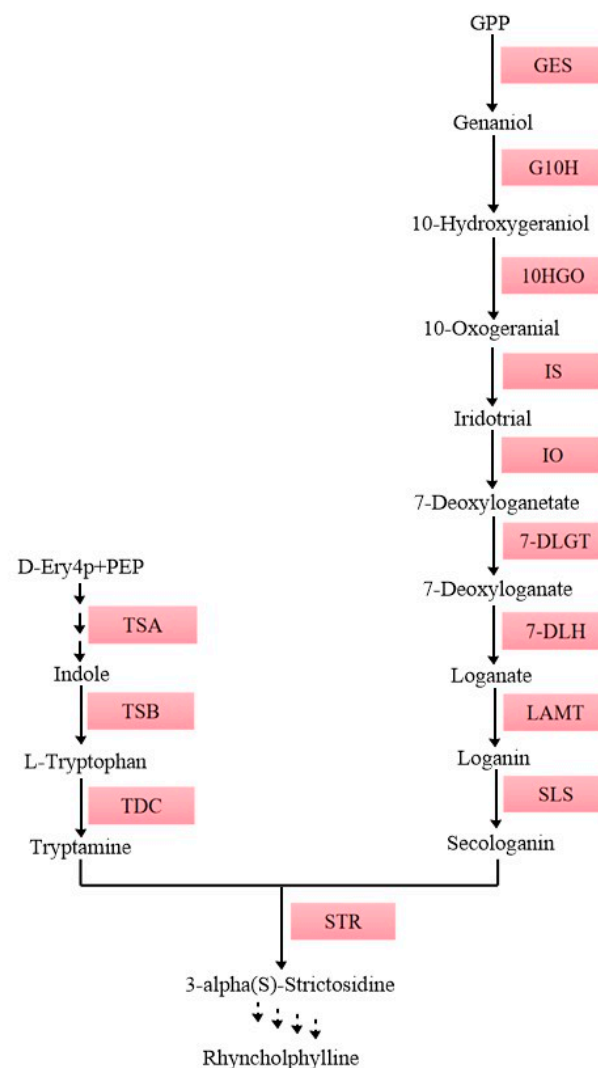 GPP
GES
Genaniol
G10H
10-Hydroxygeraniol
10HGO
10-Oxogeranial
IS
Iridotrial
IO
7-Deoxyloganetate
7-DLGT
D-Ery4p+PEP
7-Deoxyloganate
TSA
7-DLH
Indole
Loganate
TSB
LAMT
L-Tryptophan
Loganin
TDC
SLS
Tryptamine
Secologanin
STR
3-alpha(S)-Strictosidine
Rhyncholphylline